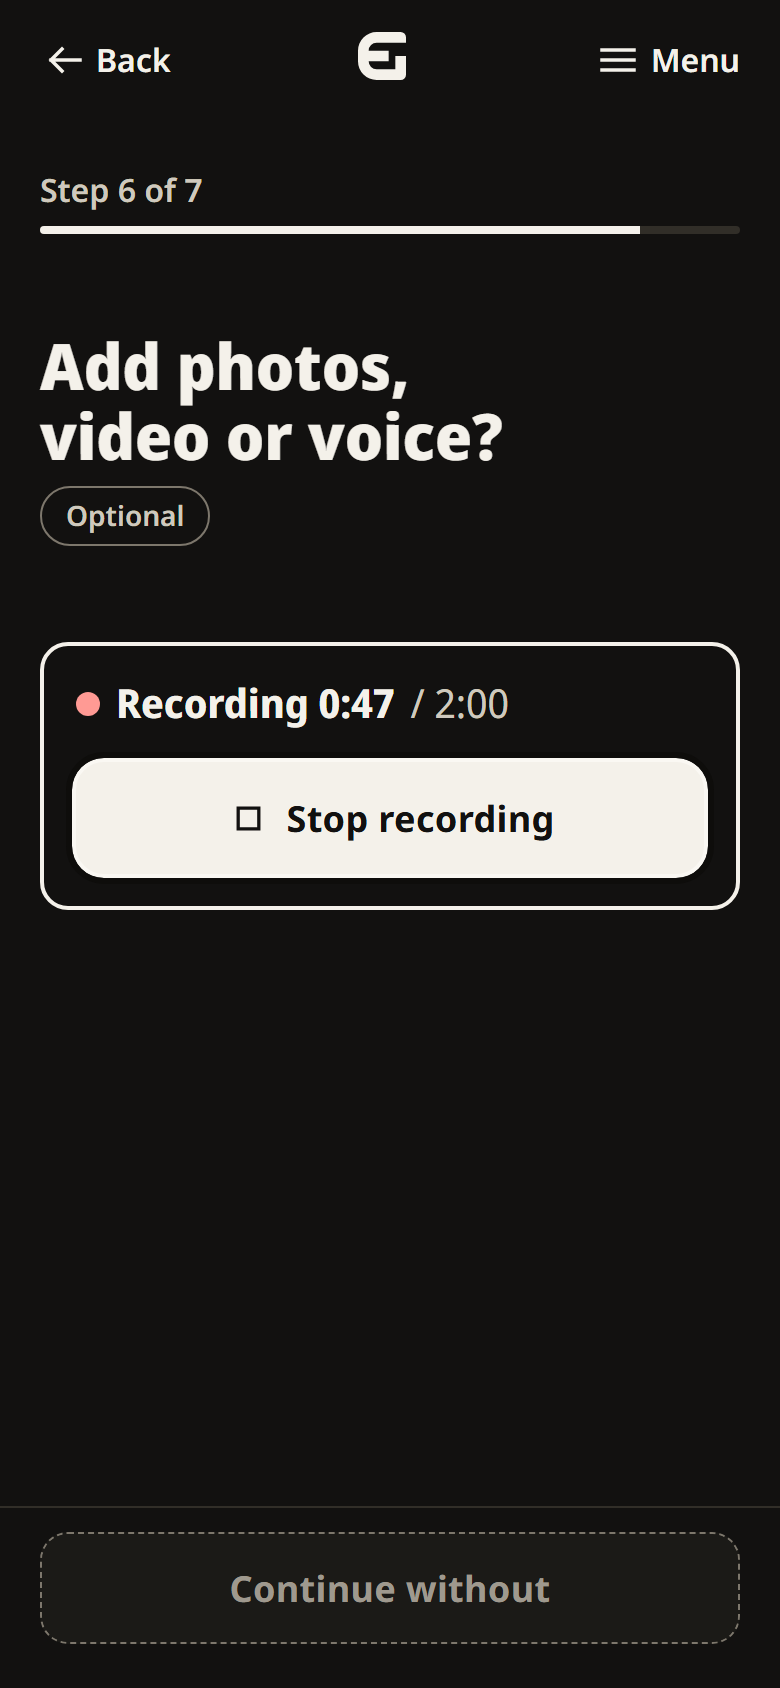 Back
Menu
Step 6 of 7
Add photos,
video or voice?
Optional
Recording 0:47 / 2:00
Stop recording
Continue without